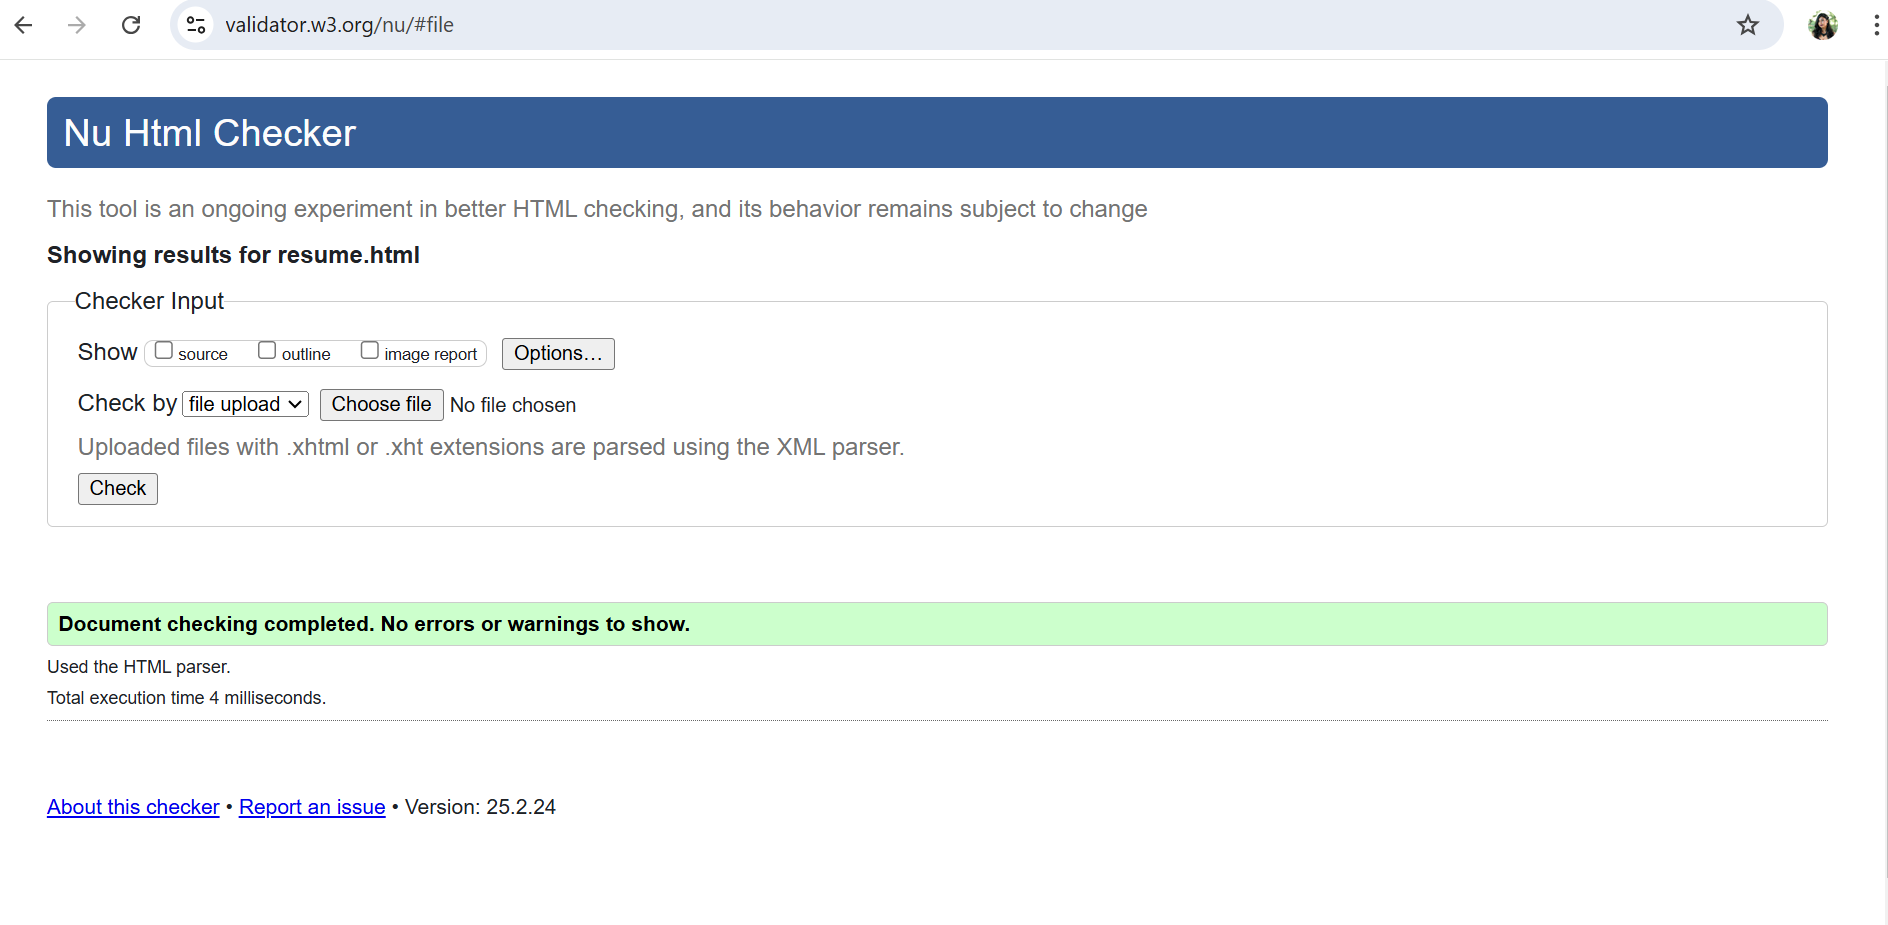 validator.w3.org/nu/#file
Nu Html Checker
This tool is an ongoing experiment in better HTML checking, and its behavior remains subject to change
Showing results for resume.html
Checker Input
Show source outline image report Options...
Check by file upload Choose file No file chosen
Uploaded files with .xhtml or .xht extensions are parsed using the XML parser.
Check
Document checking completed. No errors or warnings to show.
Used the HTML parser.
Total execution time 4 milliseconds.
About this checker • Report an issue • Version: 25.2.24